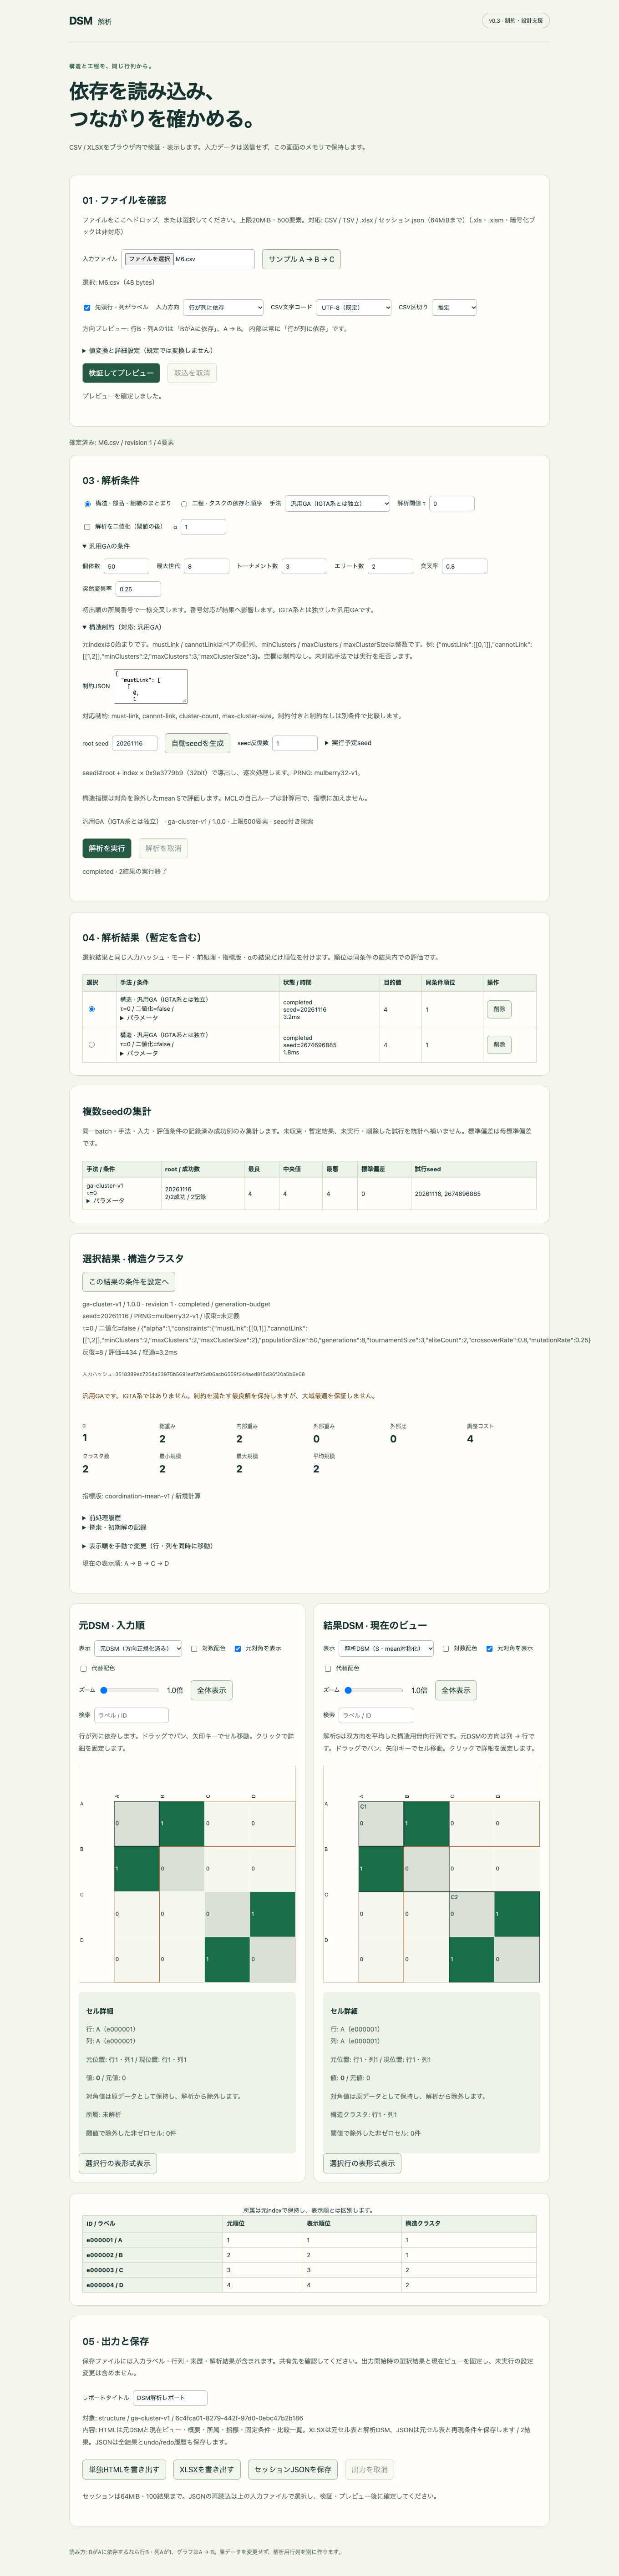 DSM 解析
v0.3 · 制約・設計支援
構造と工程を、同じ行列から。
依存を読み込み、
つながりを確かめる。
CSV / XLSXをブラウザ内で検証・表示します。入力データは送信せず、この画面のメモリで保持します。
01 · ファイルを確認
ファイルをここへドロップ、または選択してください。上限20MiB・500要素。対応: CSV / TSV / .xlsx / セッション.json（64MiBまで）(.xls・.xlsm・暗号化ブ
ックは非対応）
入力ファイル ファイルを選択 M6.csv サンプル A → B → C
選択: M6.csv（48 bytes）
先頭行・列がラベル 入力方向 行が列に依存 CSV文字コード UTF-8（既定） CSV区切り 推定
方向プレビュー: 行B・列Aの1は「BがAに依存」、A → B。 内部は常に「行が列に依存」です。
▶ 値変換と詳細設定（既定では変換しません）
検証してプレビュー 取込を取消
プレビューを確定しました。
確定済み: M6.csv / revision 1 / 4要素
03 · 解析条件
構造 · 部品・組織のまとまり 工程 · タスクの依存と順序 手法 汎用GA（IGTA系とは独立） 解析閾値 τ 0
解析を二値化（閾値の後） α 1
▼ 汎用GAの条件
個体数 50 最大世代 8 トーナメント数 3 エリート数 2 交叉率 0.8
突然変異率 0.25
初出順の所属番号で一様交叉します。番号対応が結果へ影響します。IGTA系とは独立した汎用GAです。
▼ 構造制約（対応: 汎用GA）
元indexは0始まりです。mustLink / cannotLinkはペアの配列、minClusters / maxClusters / maxClusterSizeは整数です。例: {"mustLink":[[0,1]],"cannotLink":
[[1,2]],"minClusters":2,"maxClusters":3,"maxClusterSize":3}。空欄は制約なし。未対応手法では実行を拒否します。
制約JSON {
"mustLink": [
[
0,
1
対応制約: must-link, cannot-link, cluster-count, max-cluster-size。制約付きと制約なしは別条件で比較します。
root seed 20261116 自動seedを生成 seed反復数 1 ▶ 実行予定seed
seedはroot + index × 0x9e3779b9（32bit）で導出し、逐次処理します。PRNG: mulberry32-v1。
構造指標は対角を除外したmean Sで評価します。MCLの自己ループは計算用で、指標に加えません。
汎用GA（IGTA系とは独立） · ga-cluster-v1 / 1.0.0 · 上限500要素 · seed付き探索
解析を実行 解析を取消
completed · 2結果の実行終了
04 · 解析結果（暫定を含む）
選択結果と同じ入力ハッシュ・モード・前処理・指標版・αの結果だけ順位を付けます。順位は同条件の結果内での評価です。
選択 手法 / 条件 状態 / 時間 目的値 同条件順位 操作
構造 · 汎用GA（IGTA系とは独立）
τ=0 / 二値化=false /
▶ パラメータ
completed
seed=20261116
3.2ms
4 1 削除
構造 · 汎用GA（IGTA系とは独立）
τ=0 / 二値化=false /
▶ パラメータ
completed
seed=2674696885
1.8ms
4 1 削除
複数seedの集計
同一batch・手法・入力・評価条件の記録済み成功例のみ集計します。未収束・暫定結果、未実行・削除した試行を統計へ補いません。標準偏差は母標準偏差
です。
手法 / 条件 root / 成功数 最良 中央値 最悪 標準偏差 試行seed
ga-cluster-v1
τ=0
▶ パラメータ
20261116
2/2成功 / 2記録
4 4 4 0 20261116, 2674696885
選択結果 · 構造クラスタ
この結果の条件を設定へ
ga-cluster-v1 / 1.0.0 · revision 1 · completed / generation-budget
seed=20261116 / PRNG=mulberry32-v1 / 収束=未定義
τ=0 / 二値化=false / {"alpha":1,"constraints":{"mustLink":[[0,1]],"cannotLink":
[[1,2]],"minClusters":2,"maxClusters":2,"maxClusterSize":2},"populationSize":50,"generations":8,"tournamentSize":3,"eliteCount":2,"crossoverRate":0.8,"mutationRate":0.25}
反復=8 / 評価=434 / 経過=3.2ms
汎用GAです。IGTA系ではありません。制約を満たす最良解を保持しますが、大域最適を保証しません。
Φ 総重み 内部重み 外部重み 外部比 調整コスト
1 2 2 0 0 4
クラスタ数 最小規模 最大規模 平均規模
2 2 2 2
指標版: coordination-mean-v1 / 新規計算
▶ 前処理履歴
▶ 探索・初期解の記録
▶ 表示順を手動で変更（行・列を同時に移動）
現在の表示順: A → B → C → D
元DSM · 入力順
表示 元DSM（方向正規化済み） 対数配色 元対角を表示
代替配色
ズーム 1.0倍 全体表示
検索 ラベル / ID
行が列に依存します。ドラッグでパン、矢印キーでセル移動。クリックで詳
細を固定します。
A B C D
A 0 1 0 0
B 1 0 0 0
C 0 0 0 1
D 0 0 1 0
セル詳細
行: A（e000001）
列: A（e000001）
元位置: 行1・列1 / 現位置: 行1・列1
値: 0 / 元値: 0
対角値は原データとして保持し、解析から除外します。
所属: 未解析
閾値で除外した非ゼロセル: 0件
選択行の表形式表示
結果DSM · 現在のビュー
表示 解析DSM（S・mean対称化） 対数配色 元対角を表示
代替配色
ズーム 1.0倍 全体表示
検索 ラベル / ID
解析Sは双方向を平均した構造用無向行列です。元DSMの方向は列 → 行で
す。ドラッグでパン、矢印キーでセル移動。クリックで詳細を固定します。
A B C D
C1
A 0 1 0 0
B 1 0 0 0
C2
C 0 0 0 1
D 0 0 1 0
セル詳細
行: A（e000001）
列: A（e000001）
元位置: 行1・列1 / 現位置: 行1・列1
値: 0 / 元値: 0
対角値は原データとして保持し、解析から除外します。
構造クラスタ: 行1・列1
閾値で除外した非ゼロセル: 0件
選択行の表形式表示
所属は元indexで保持し、表示順とは区別します。
ID / ラベル 元順位 表示順位 構造クラスタ
e000001 / A 1 1 1
e000002 / B 2 2 1
e000003 / C 3 3 2
e000004 / D 4 4 2
05 · 出力と保存
保存ファイルには入力ラベル・行列・来歴・解析結果が含まれます。共有先を確認してください。出力開始時の選択結果と現在ビューを固定し、未実行の設定
変更は含めません。
レポートタイトル DSM解析レポート
対象: structure / ga-cluster-v1 / 6c4fca01-8279-442f-97d0-0ebc47b2b186
内容: HTMLは元DSMと現在ビュー・概要・所属・指標・固定条件・比較一覧。XLSXは元セル表と解析DSM、JSONは元セル表と再現条件を保存します / 2結
果。JSONは全結果とundo/redo履歴も保存します。
単独HTMLを書き出す XLSXを書き出す セッションJSONを保存 出力を取消
セッションは64MiB・100結果まで。JSONの再読込は上の入力ファイルで選択し、検証・プレビュー後に確定してください。
読み方: BがAに依存するなら行B・列Aが1、グラフはA → B。原データを変更せず、解析用行列を別に作ります。